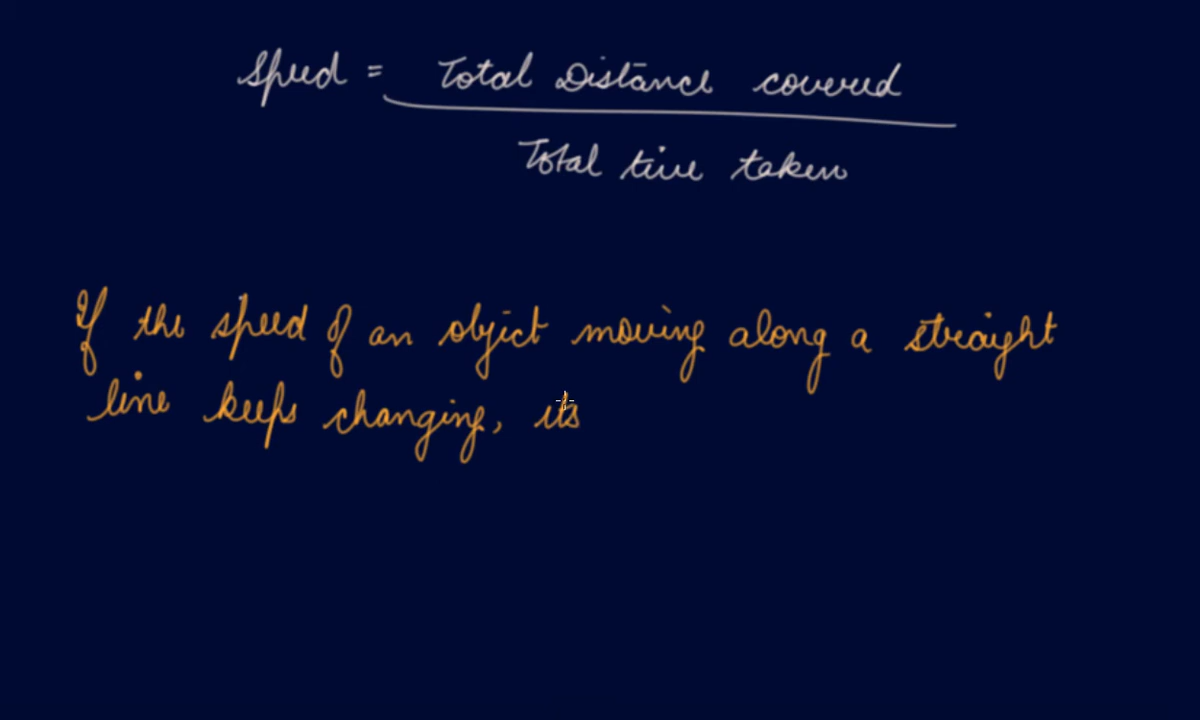 Speed = Total Distance covered
Total time taken
If the speed of an object moving along a straight
line keeps changing, its